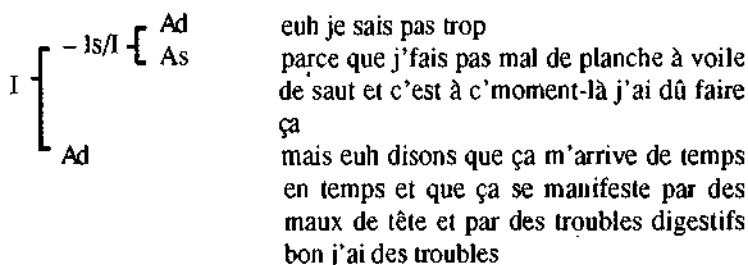 Ad euh je sais pas trop
I – Is/I As parce que j'fais pas mal de planche à voile
de saut et c'est à c'moment-là j'ai dû faire
ça
Ad mais euh disons que ça m'arrive de temps
en temps et que ça se manifeste par des
maux de tête et par des troubles digestifs
bon j'ai des troubles